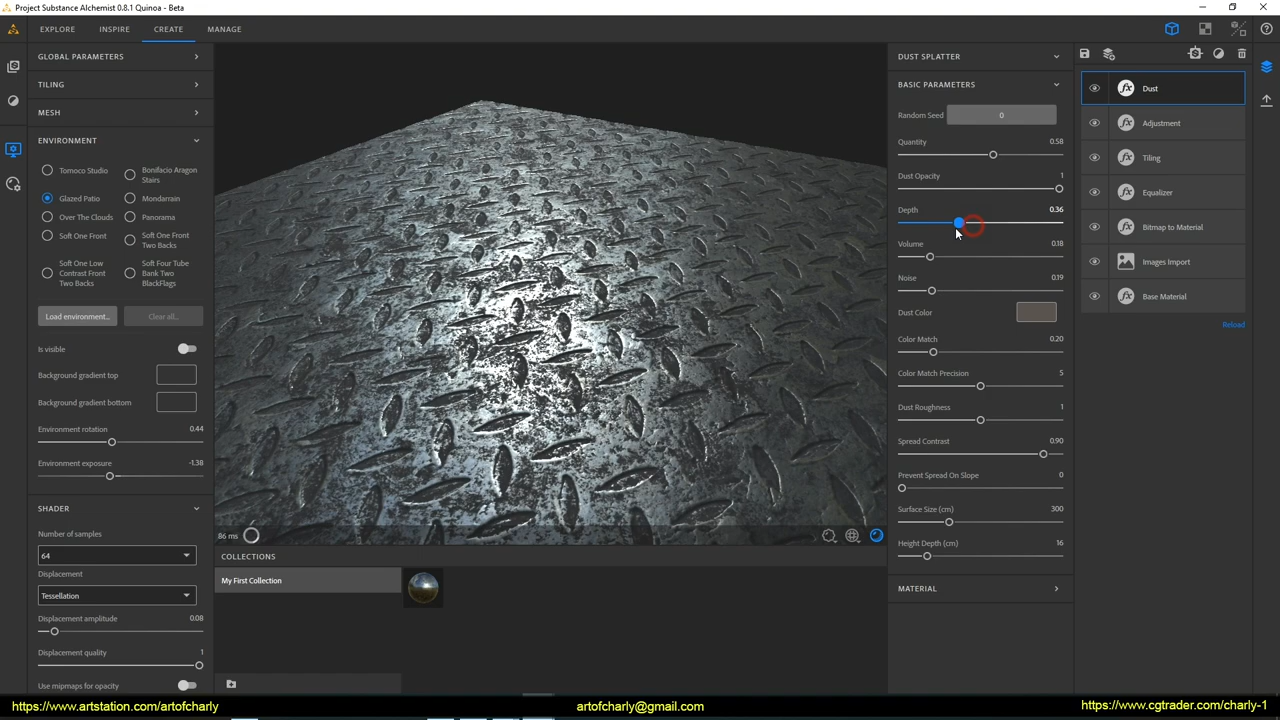 Project Substance Alchemist 0.8.1 Quinoa - Beta
EXPLORE INSPIRE CREATE MANAGE
GLOBAL PARAMETERS
TILING
MESH
ENVIRONMENT
Tomoco Studio
Bonifacio Aragon Stairs
Glazed Patio
Mondarrain
Over The Clouds
Panorama
Soft One Front
Soft One Front Two Backs
Soft One Low Contrast Front Two Backs
Soft Four Tube Bank Two BlackFlags
Load environment...
Clear all...
Is visible
Background gradient top
Background gradient bottom
Environment rotation 0.44
Environment exposure -1.38
SHADER
Number of samples
64
Displacement
Tessellation
Displacement amplitude 0.08
Displacement quality 1
Use mipmaps for opacity
86 ms
COLLECTIONS
My First Collection
DUST SPLATTER
BASIC PARAMETERS
Random Seed 0
Quantity 0.58
Dust Opacity 1
Depth 0.36
Volume 0.18
Noise 0.19
Dust Color
Color Match 0.20
Color Match Precision 5
Dust Roughness 1
Spread Contrast 0.90
Prevent Spread On Slope 0
Surface Size (cm) 300
Height Depth (cm) 16
MATERIAL
fx Dust
fx Adjustment
fx Tiling
fx Equalizer
fx Bitmap to Material
Images Import
fx Base Material
Reload
https://www.artstation.com/artofcharly
artofcharly@gmail.com
https://www.cgtrader.com/charly-1